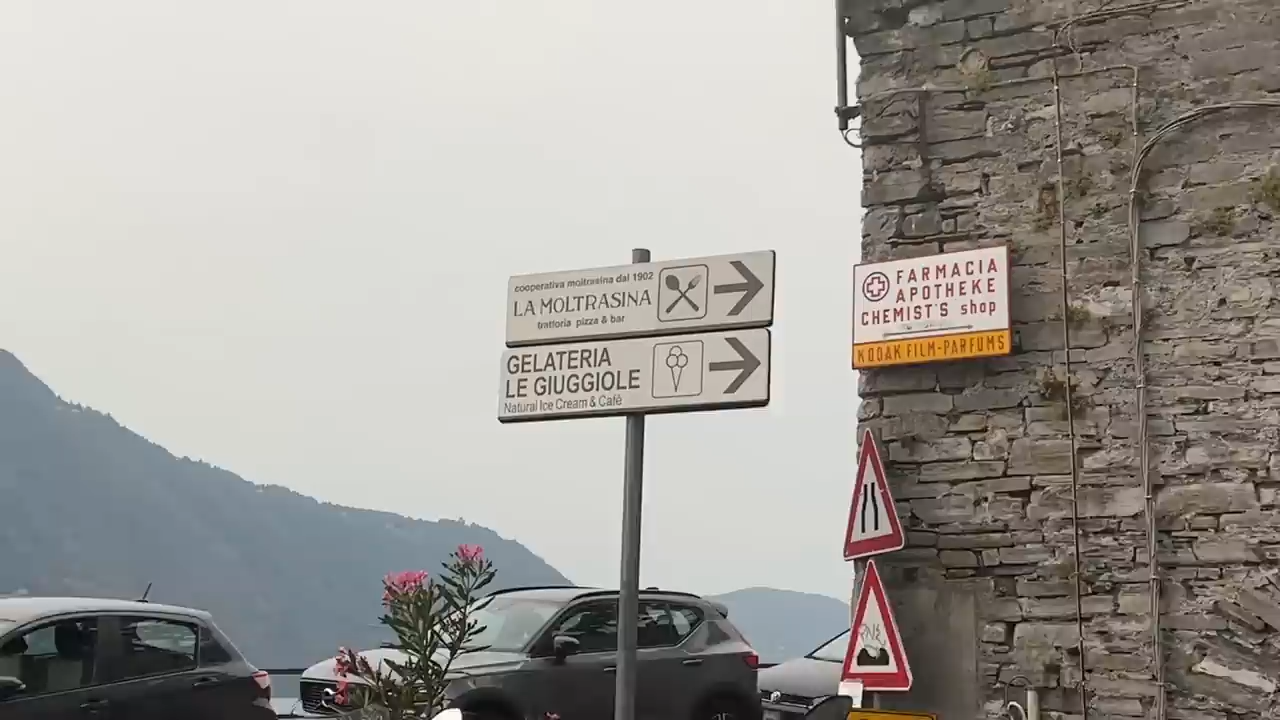 cooperativa moltrasina dal 1902
LA MOLTRASINA
trattoria pizza & bar
GELATERIA
LE GIUGGIOLE
Natural Ice Cream & Cafè
FARMACIA
APOTHEKE
CHEMIST'S shop
KODAK FILM-PARFUMS